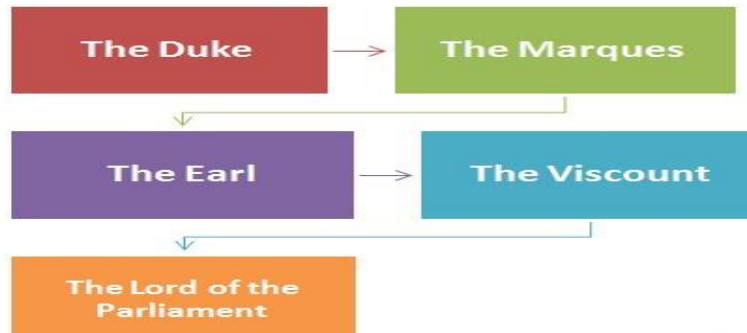 The Duke
The Marques
The Earl
The Viscount
The Lord of the
Parliament